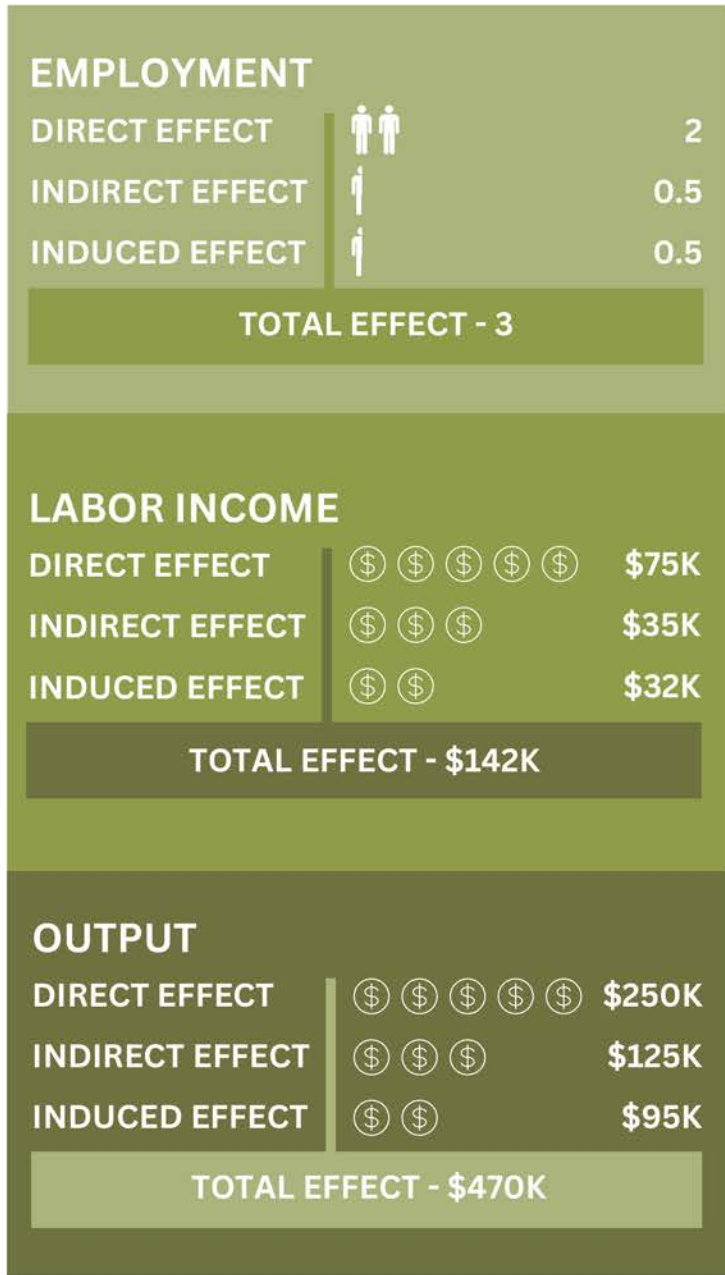 EMPLOYMENT
DIRECT EFFECT 2
INDIRECT EFFECT 0.5
INDUCED EFFECT 0.5
TOTAL EFFECT - 3
LABOR INCOME
DIRECT EFFECT $ $ $ $ $ $75K
INDIRECT EFFECT $ $ $ $35K
INDUCED EFFECT $ $ $32K
TOTAL EFFECT - $142K
OUTPUT
DIRECT EFFECT $ $ $ $ $ $250K
INDIRECT EFFECT $ $ $ $125K
INDUCED EFFECT $ $ $95K
TOTAL EFFECT - $470K